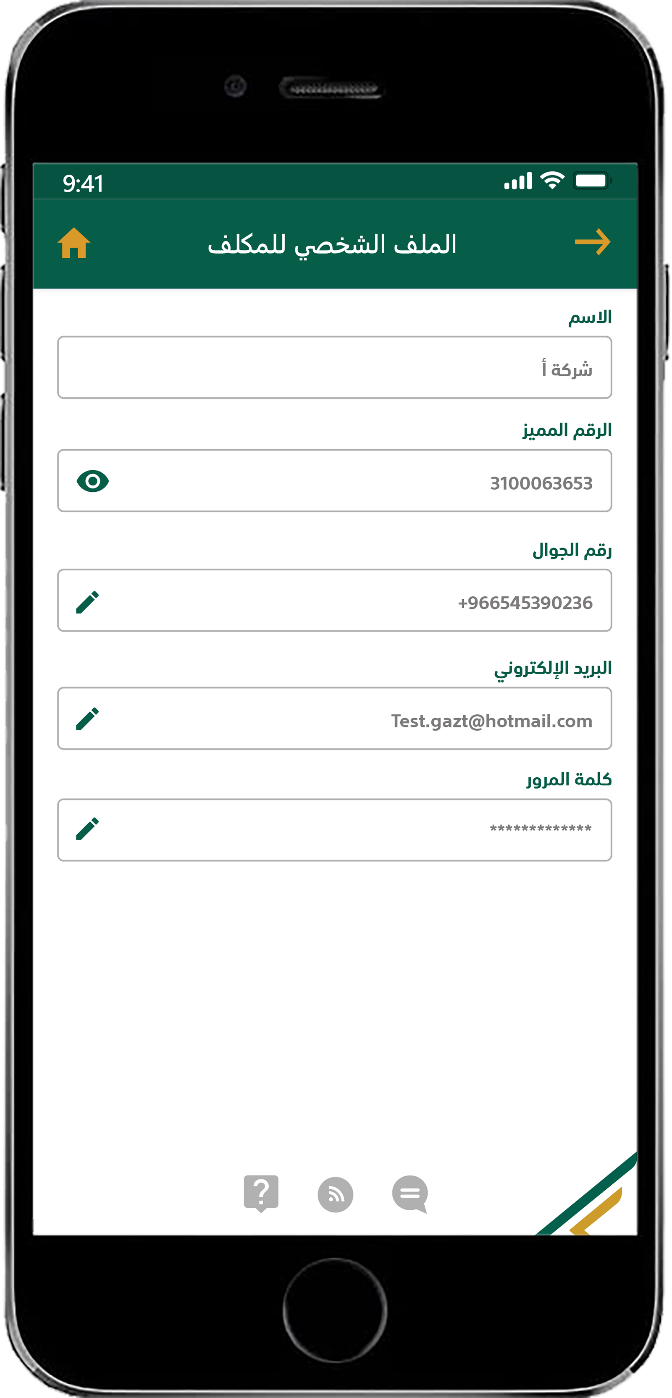 9:41
الملف الشخصي للمكلف
الاسم
شركة أ
الرقم المميز
3100063653
رقم الجوال
+966545390236
البريد الإلكتروني
Test.gazt@hotmail.com
كلمة المرور
*************
?